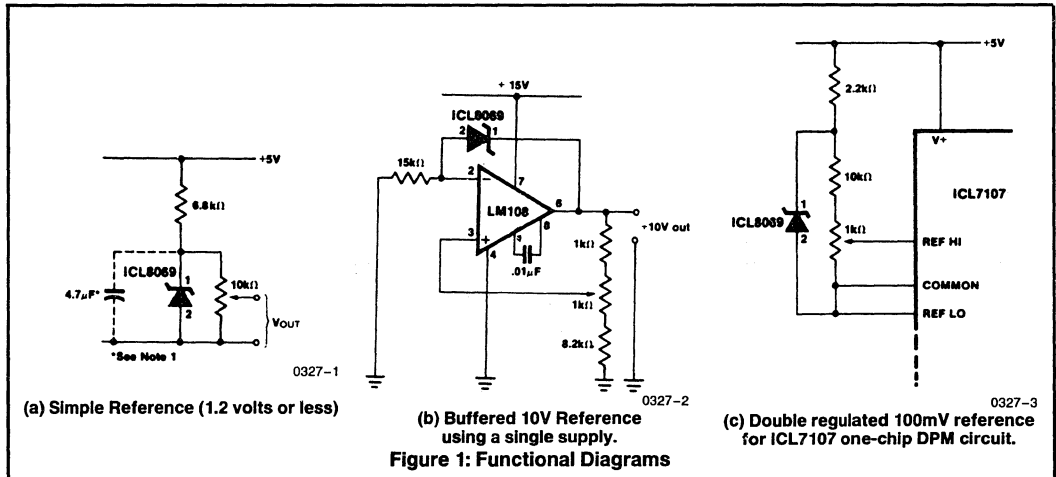 +5V
6.8kΩ
ICL8069
1
2
4.7μF*
10kΩ
VOUT
*See Note 1
0327-1
(a) Simple Reference (1.2 volts or less)
+ 15V
ICL8069
2
1
15kΩ
2
7
LM108
6
3
4
8
.01μF
+10V out
1kΩ
1kΩ
8.2kΩ
0327-2
(b) Buffered 10V Reference
using a single supply.
+5V
2.2kΩ
V+
10kΩ
ICL7107
ICL8069
1
2
1kΩ
REF HI
COMMON
REF LO
0327-3
(c) Double regulated 100mV reference
for ICL7107 one-chip DPM circuit.
Figure 1: Functional Diagrams